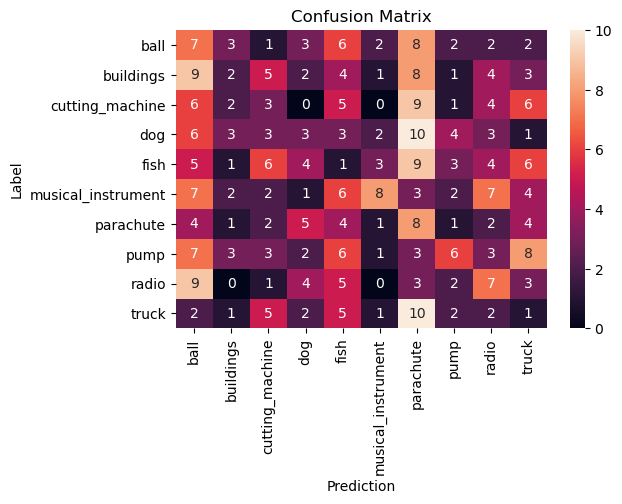 Confusion Matrix
ball 7 3 1 3 6 2 8 2 2 2 10
buildings 9 2 5 2 4 1 8 1 4 3
cutting_machine 6 2 3 0 5 0 9 1 4 6 8
dog 6 3 3 3 3 2 10 4 3 1
fish 5 1 6 4 1 3 9 3 4 6 6
musical_instrument 7 2 2 1 6 8 3 2 7 4 4
parachute 4 1 2 5 4 1 8 1 2 4
pump 7 3 3 2 6 1 3 6 3 8 2
radio 9 0 1 4 5 0 3 2 7 3
truck 2 1 5 2 5 1 10 2 2 1 0
Label
ball buildings cutting_machine dog fish musical_instrument parachute pump radio truck
Prediction